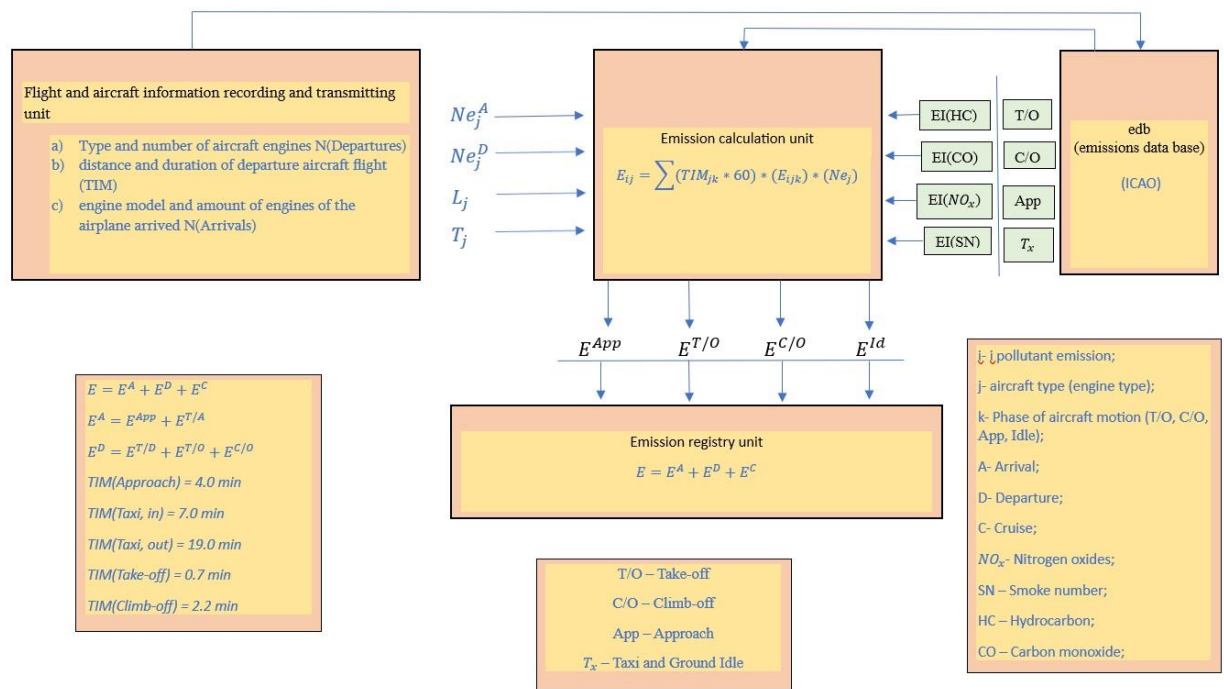 Flight and aircraft information recording and transmitting
unit
a) Type and number of aircraft engines N(Departures)
b) distance and duration of departure aircraft flight
(TIM)
c) engine model and amount of engines of the
airplane arrived N(Arrivals)
Ne_j^A
Ne_j^D
L_j
T_j
Emission calculation unit
E_{ij} = ∑(TIM_{jk} * 60) * (E_{ijk}) * (Ne_j)
EI(HC)
EI(CO)
EI(NO_x)
EI(SN)
T/O
C/O
App
T_x
edb
(emissions data base)
(ICAO)
E^{App}
E^{T/O}
E^{C/O}
E^{Id}
Emission registry unit
E = E^A + E^D + E^C
E = E^A + E^D + E^C
E^A = E^{App} + E^{T/A}
E^D = E^{T/D} + E^{T/O} + E^{C/O}
TIM(Approach) = 4.0 min
TIM(Taxi, in) = 7.0 min
TIM(Taxi, out) = 19.0 min
TIM(Take-off) = 0.7 min
TIM(Climb-off) = 2.2 min
T/O – Take-off
C/O – Climb-off
App – Approach
T_x – Taxi and Ground Idle
i- i pollutant emission;
j- aircraft type (engine type);
k- Phase of aircraft motion (T/O, C/O,
App, Idle);
A- Arrival;
D- Departure;
C- Cruise;
NO_x- Nitrogen oxides;
SN – Smoke number;
HC – Hydrocarbon;
CO – Carbon monoxide;